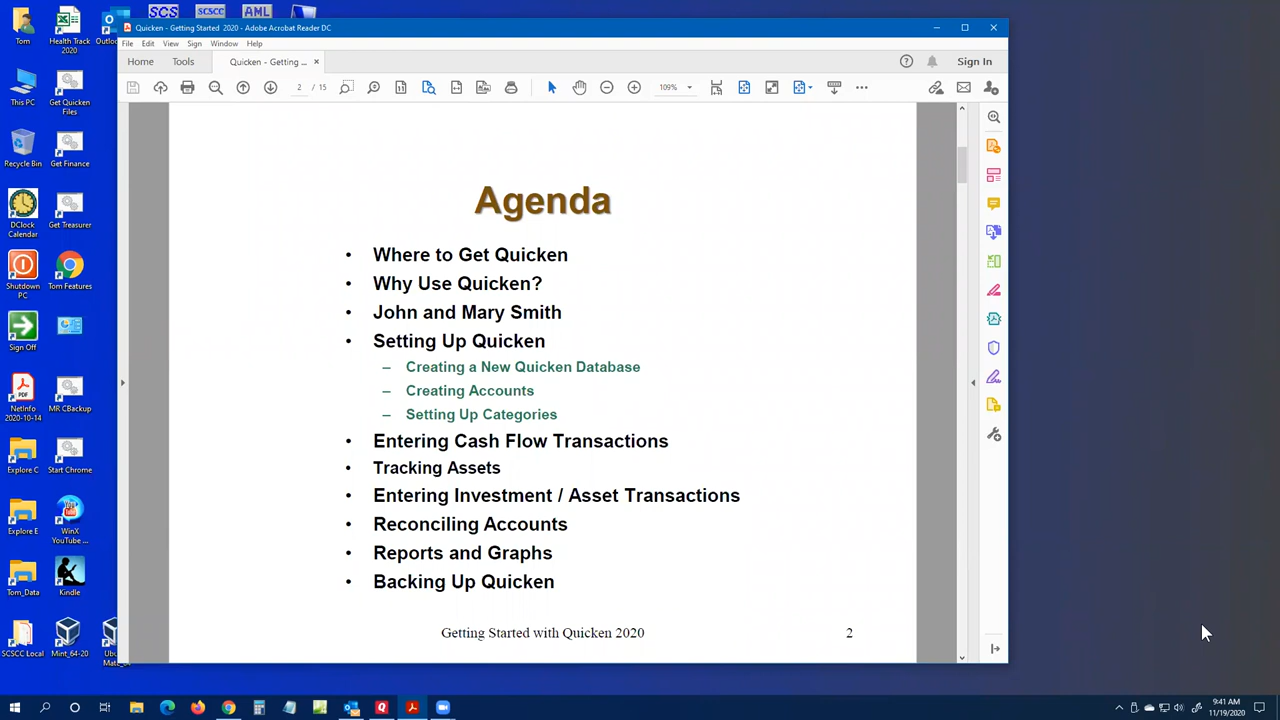 SCS
SCSCC
AML
Tom
Health Track
2020
Quicken - Getting Started 2020 - Adobe Acrobat Reader DC
File Edit View Sign Window Help
Home Tools Quicken - Getting ... × Sign In
2 / 15 109%
This PC
Get Quicken
Files
Recycle Bin
Get Finance
DClock
Calendar
Get Treasurer
Shutdown
PC
Tom Features
Sign Off
NetInfo
2020-10-14
MR CBackup
Explore C
Start Chrome
Explore E
WinX
YouTube ...
Tom_Data
Kindle
SCSCC Local
Mint_64-20
Agenda
• Where to Get Quicken
• Why Use Quicken?
• John and Mary Smith
• Setting Up Quicken
– Creating a New Quicken Database
– Creating Accounts
– Setting Up Categories
• Entering Cash Flow Transactions
• Tracking Assets
• Entering Investment / Asset Transactions
• Reconciling Accounts
• Reports and Graphs
• Backing Up Quicken
Getting Started with Quicken 2020 2
9:41 AM
11/19/2020